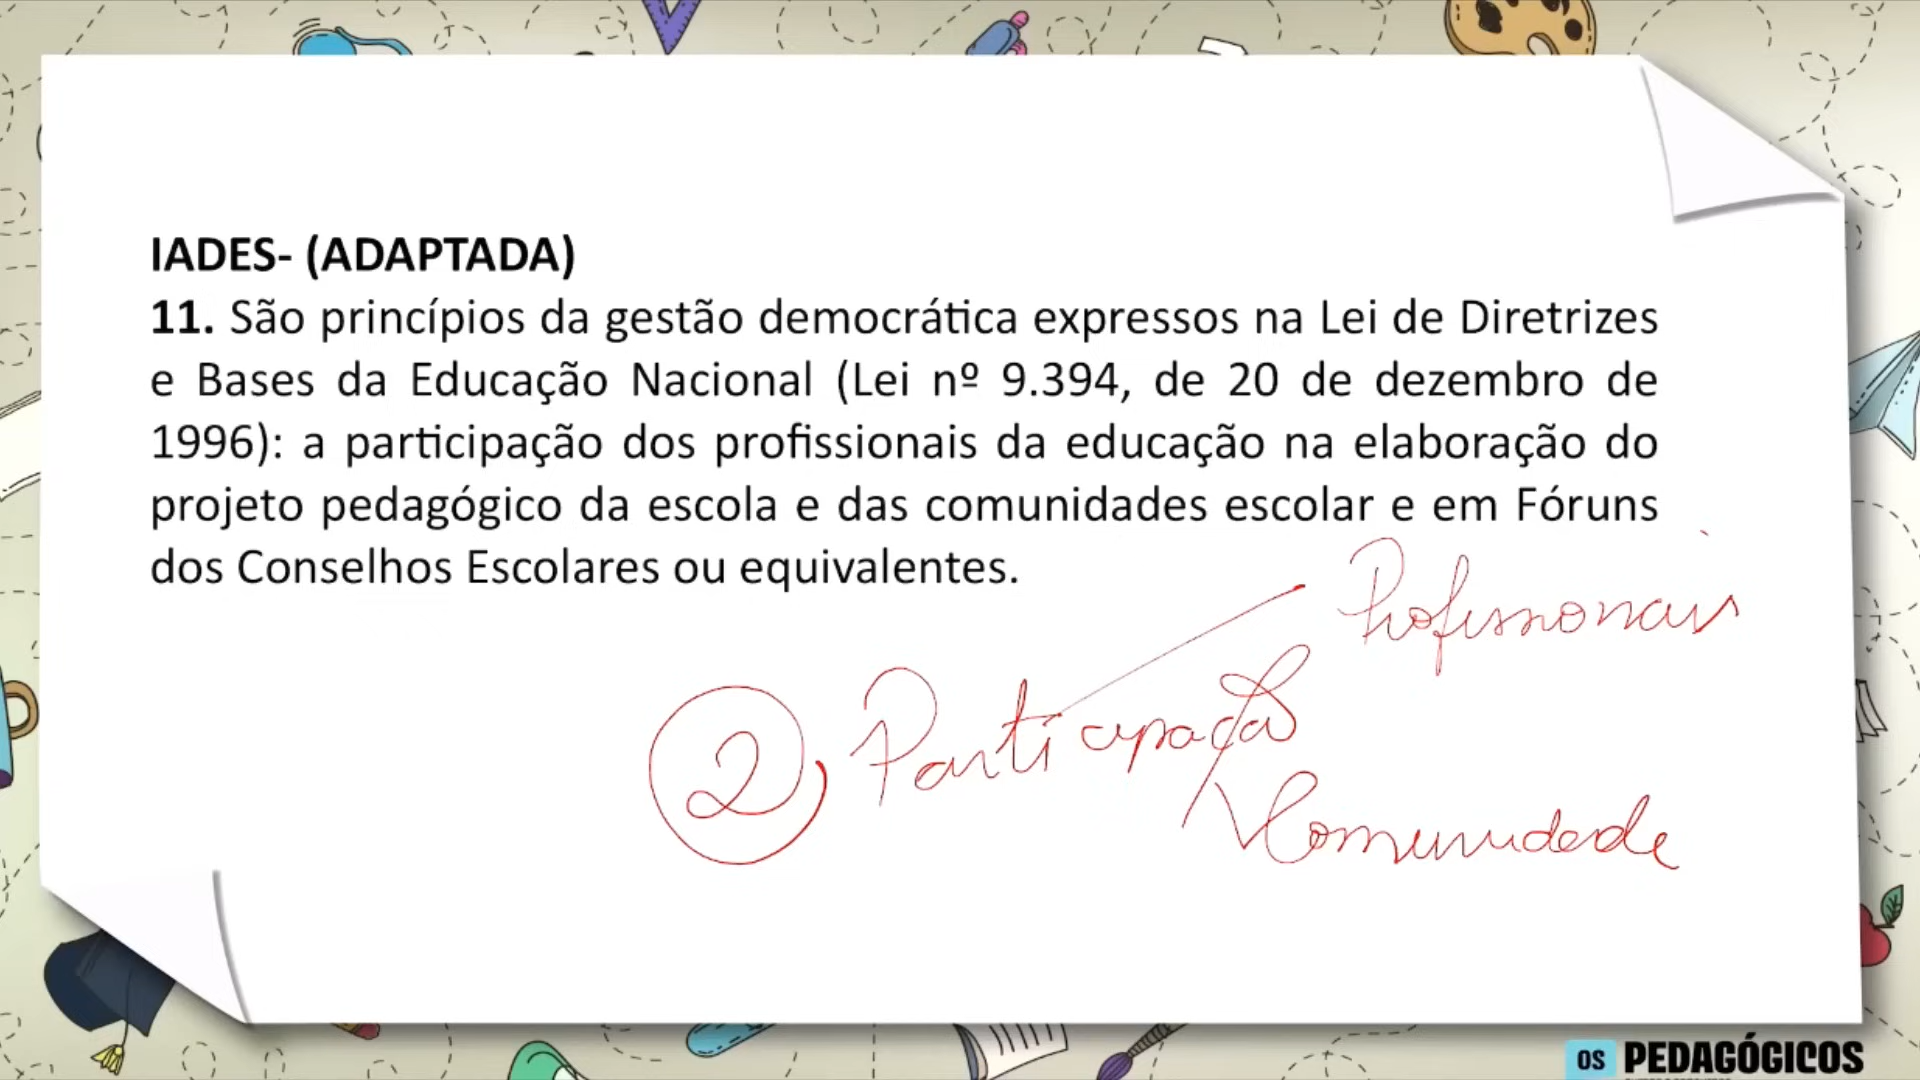 IADES- (ADAPTADA)
11. São princípios da gestão democrática expressos na Lei de Diretrizes
e Bases da Educação Nacional (Lei nº 9.394, de 20 de dezembro de
1996): a participação dos profissionais da educação na elaboração do
projeto pedagógico da escola e das comunidades escolar e em Fóruns
dos Conselhos Escolares ou equivalentes.
Profissionais
2, Participação
Comunidade
OS PEDAGÓGICOS